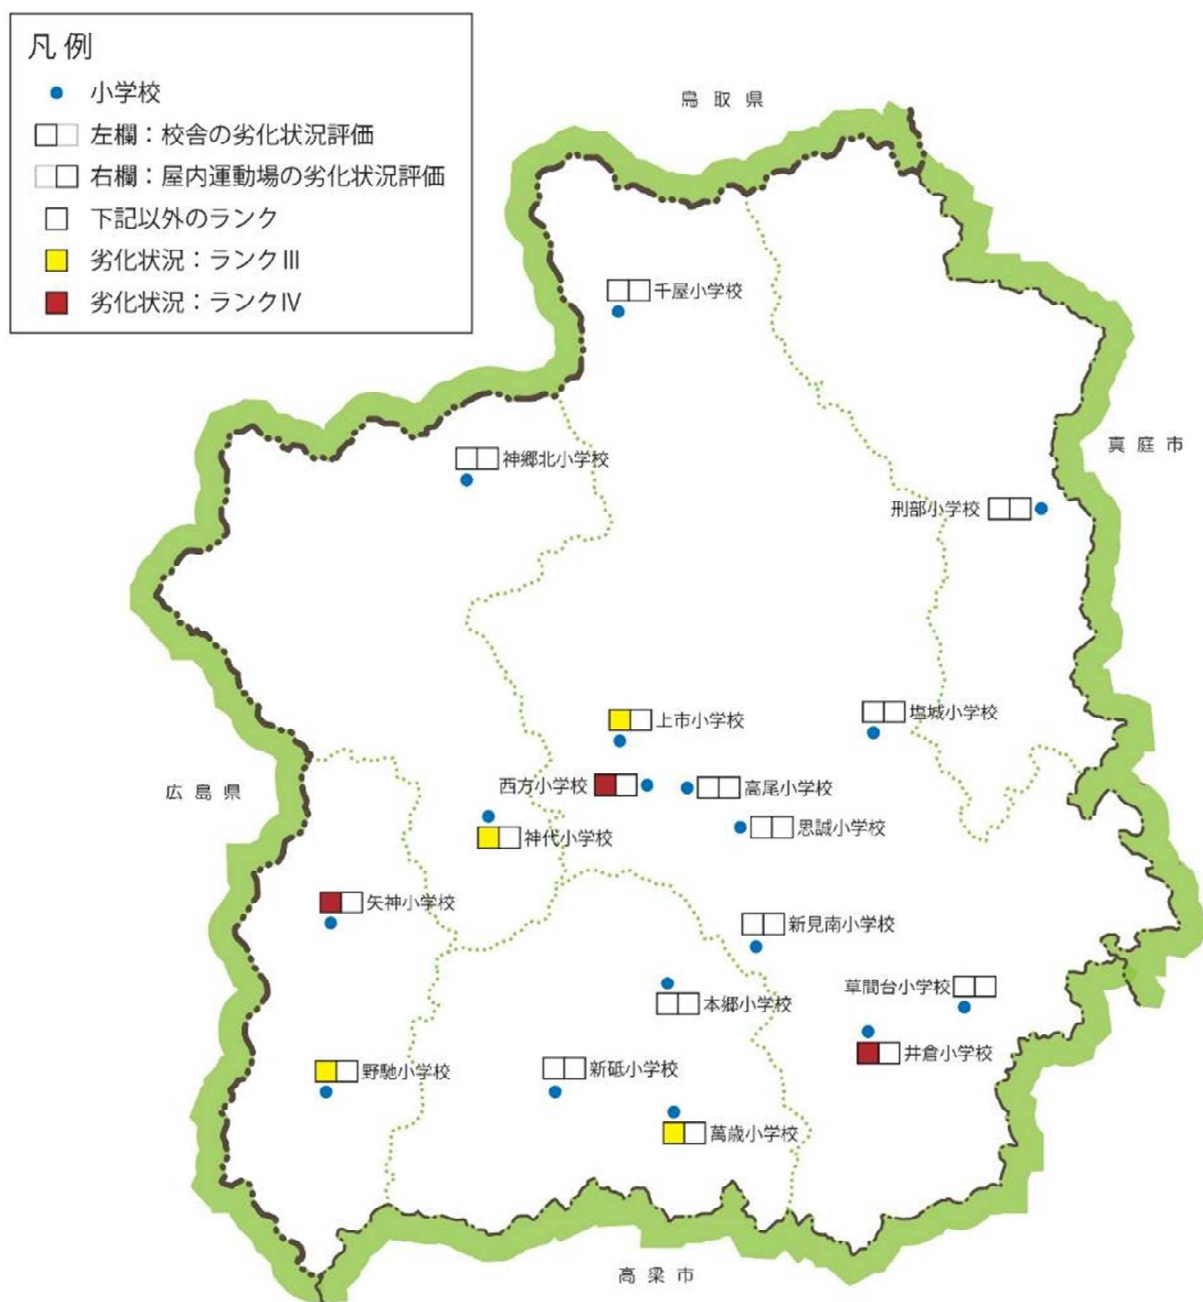 凡例
小学校
左欄：校舎の劣化状況評価
右欄：屋内運動場の劣化状況評価
下記以外のランク
劣化状況：ランクⅢ
劣化状況：ランクⅣ
鳥取県
千屋小学校
真庭市
神郷北小学校
刑部小学校
上市小学校
塩城小学校
広島県
西方小学校
高尾小学校
思誠小学校
神代小学校
矢神小学校
新見南小学校
草間台小学校
本郷小学校
井倉小学校
野馳小学校
新砥小学校
萬歳小学校
高梁市